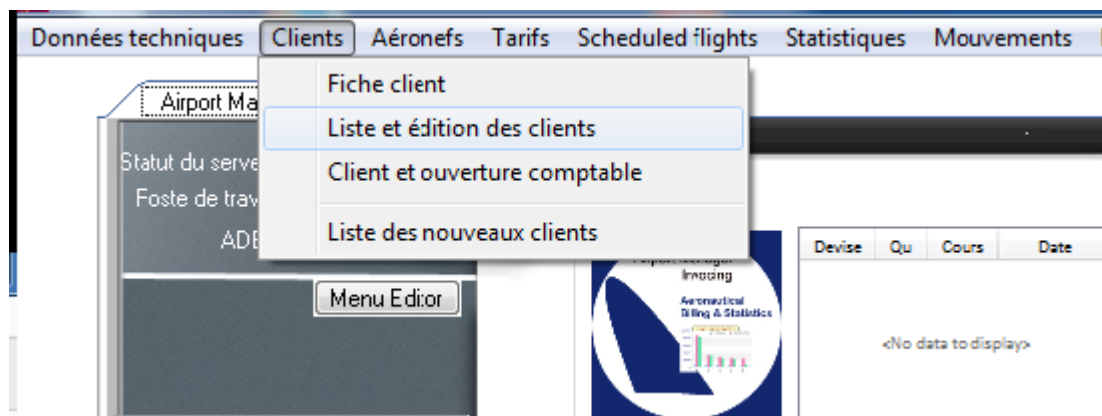 Données techniques Clients Aéronefs Tarifs Scheduled flights Statistiques Mouvements
Fiche client
Liste et édition des clients
Client et ouverture comptable
Liste des nouveaux clients
Airport Ma
Statut du serve
Foste de trav
ADE
Menu Editor
Invocing
Aeronautical
Billing & Statistics
Devise Qu Cours Date
<No data to display>